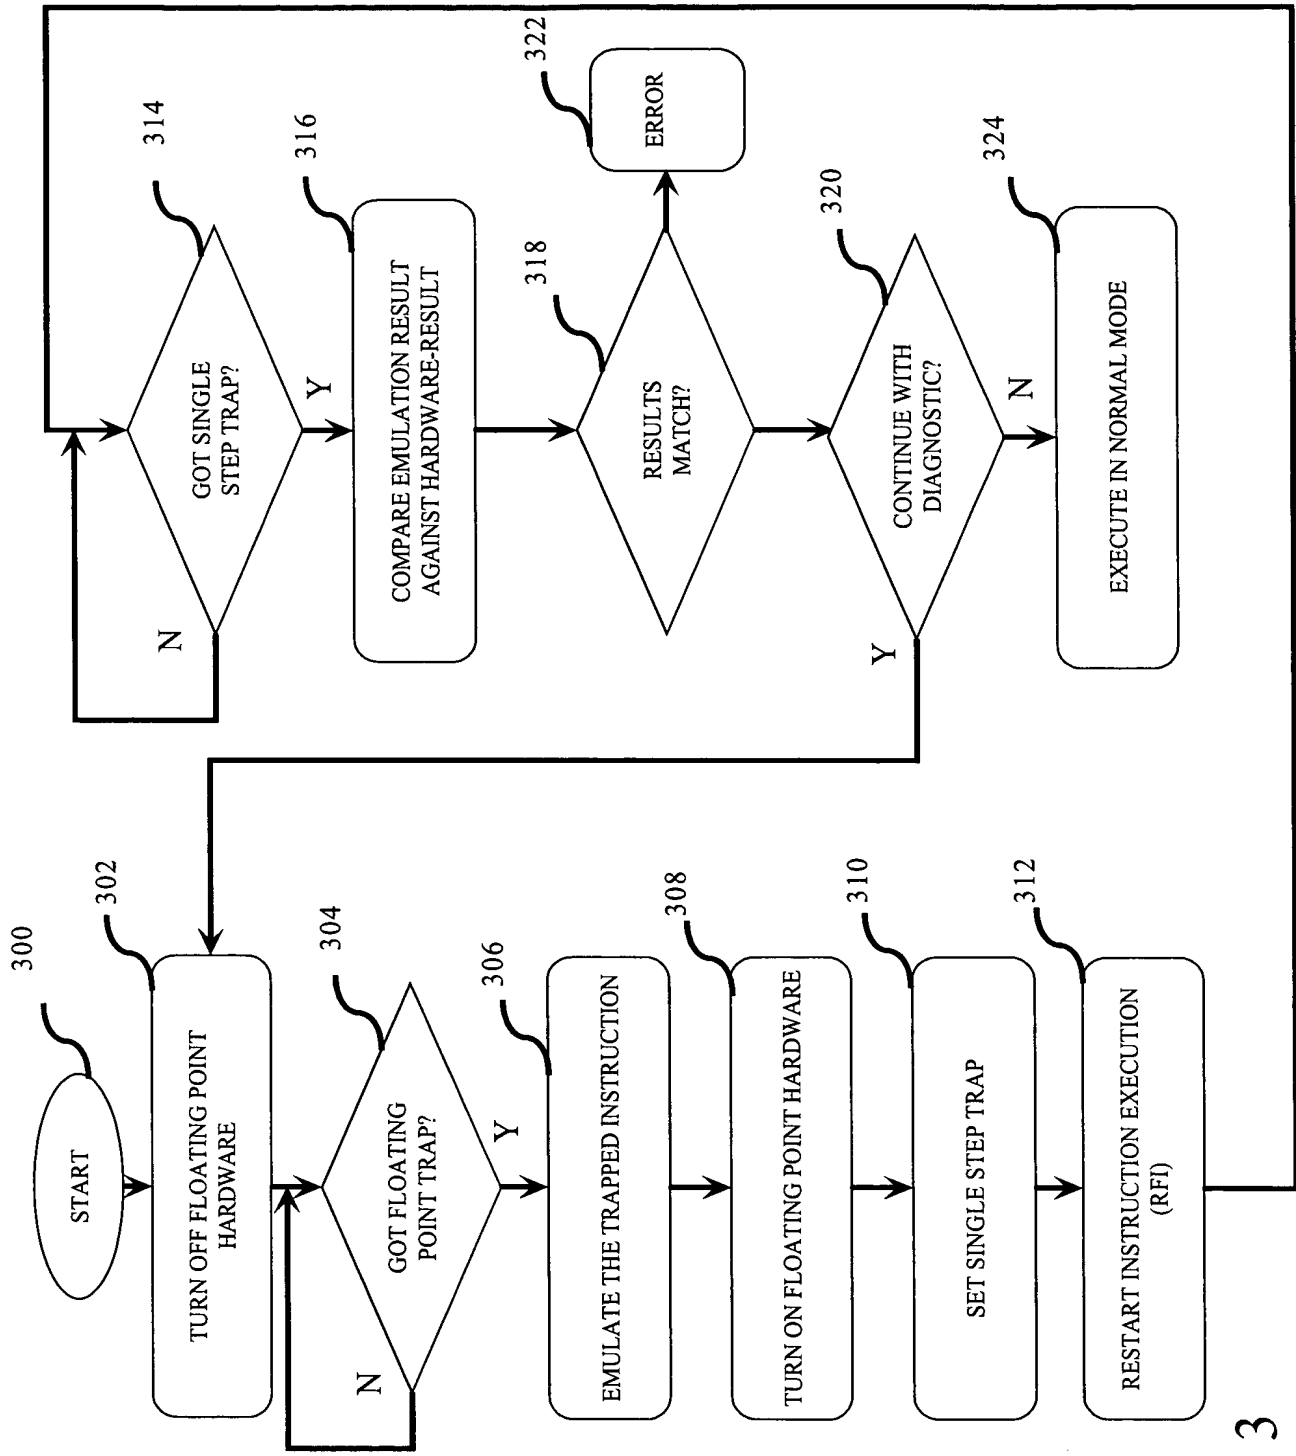 300
START
302
TURN OFF FLOATING POINT
HARDWARE
304
GOT FLOATING
POINT TRAP?
N
Y
306
EMULATE THE TRAPPED INSTRUCTION
308
TURN ON FLOATING POINT HARDWARE
310
SET SINGLE STEP TRAP
312
RESTART INSTRUCTION EXECUTION
(RFI)
314
GOT SINGLE
STEP TRAP?
N
Y
316
COMPARE EMULATION RESULT
AGAINST HARDWARE-RESULT
318
RESULTS
MATCH?
322
ERROR
320
CONTINUE WITH
DIAGNOSTIC?
Y
N
324
EXECUTE IN NORMAL MODE
3